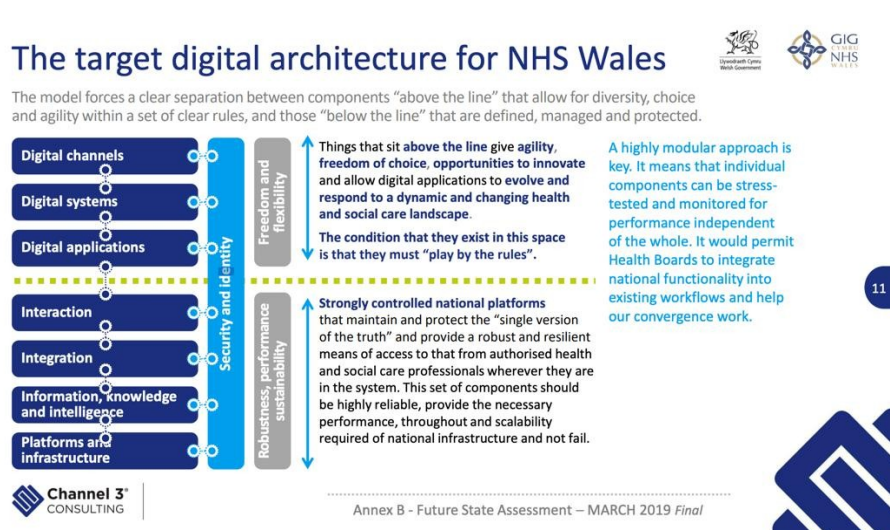 The target digital architecture for NHS Wales
Llywodraeth Cymru
Welsh Government
GIG
CYMRU
NHS
WALES
The model forces a clear separation between components “above the line” that allow for diversity, choice
and agility within a set of clear rules, and those “below the line” that are defined, managed and protected.
Digital channels
Digital systems
Digital applications
Interaction
Integration
Information, knowledge
and intelligence
Platforms and
infrastructure
Security and identity
Freedom and
flexibility
Robustness, performance
sustainability
Things that sit above the line give agility,
freedom of choice, opportunities to innovate
and allow digital applications to evolve and
respond to a dynamic and changing health
and social care landscape.
The condition that they exist in this space
is that they must “play by the rules”.
Strongly controlled national platforms
that maintain and protect the “single version
of the truth” and provide a robust and resilient
means of access to that from authorised health
and social care professionals wherever they are
in the system. This set of components should
be highly reliable, provide the necessary
performance, throughout and scalability
required of national infrastructure and not fail.
A highly modular approach is
key. It means that individual
components can be stress-
tested and monitored for
performance independent
of the whole. It would permit
Health Boards to integrate
national functionality into
existing workflows and help
our convergence work.
11
Channel 3
CONSULTING
Annex B - Future State Assessment – MARCH 2019 Final